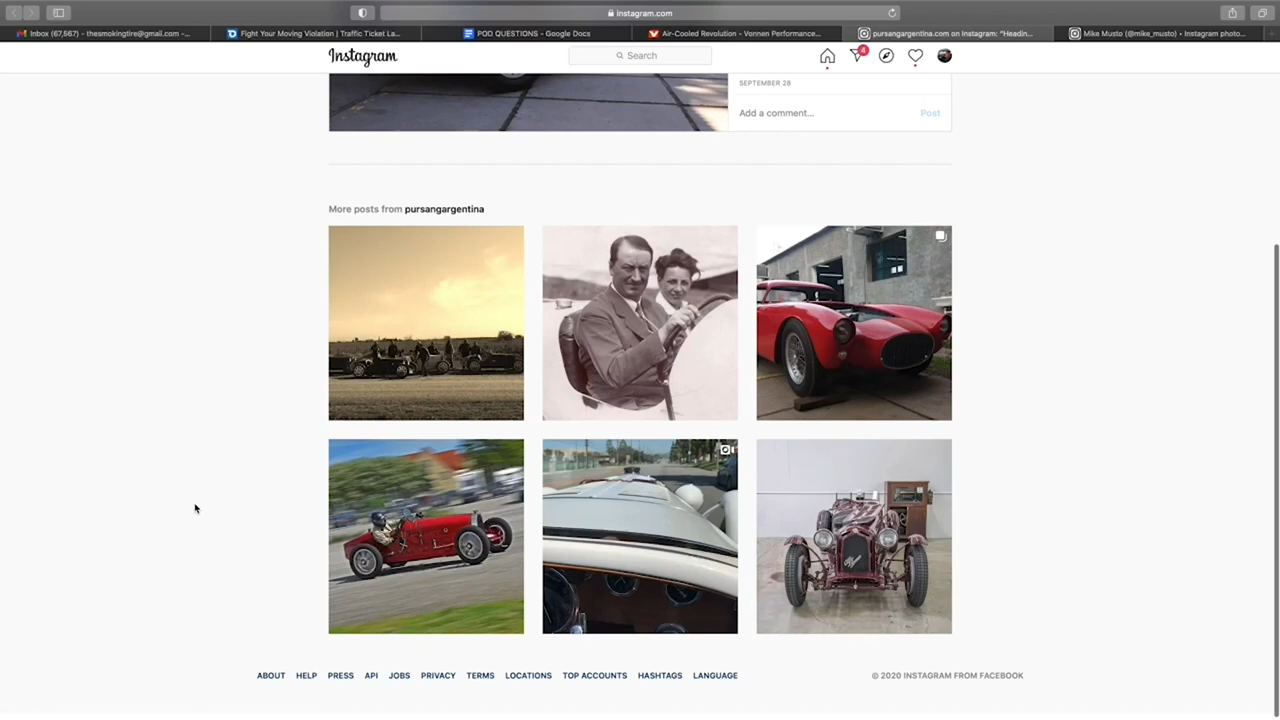 instagram.com
Inbox (67,567) - thesmokingtire@gmail.com -...
Fight Your Moving Violation | Traffic Ticket La...
POD QUESTIONS - Google Docs
Air-Cooled Revolution - Vonnen Performance...
pursangargentina.com on Instagram: "Headin...
Mike Musto (@mike_musto) • Instagram photo...
Instagram
Search
4
SEPTEMBER 28
Add a comment...
Post
More posts from pursangargentina
ABOUT HELP PRESS API JOBS PRIVACY TERMS LOCATIONS TOP ACCOUNTS HASHTAGS LANGUAGE
© 2020 INSTAGRAM FROM FACEBOOK